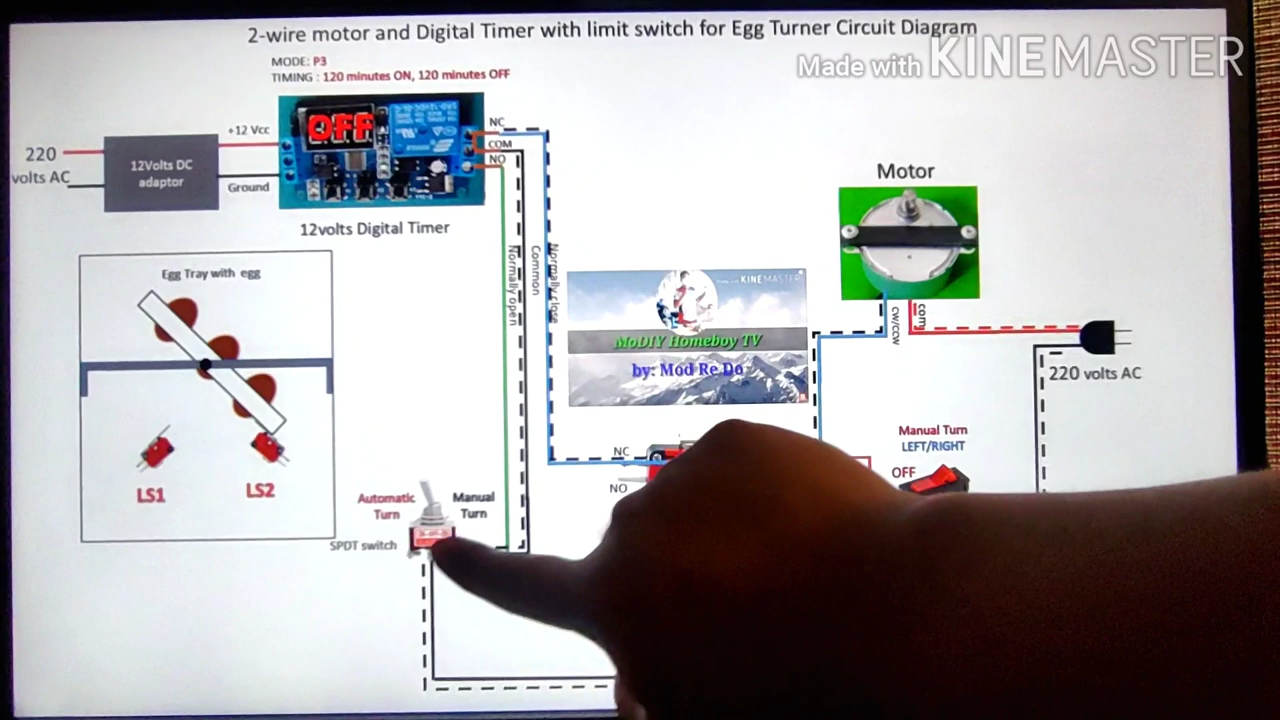 2-wire motor and Digital Timer with limit switch for Egg Turner Circuit Diagram
Made with KINEMASTER
MODE: P3
TIMING : 120 minutes ON, 120 minutes OFF
220
volts AC
12Volts DC
adaptor
+12 Vcc
Ground
OFF
NC
COM
NO
12volts Digital Timer
Motor
Egg Tray with egg
LS1
LS2
Normally open
Common
Normally close
KINEMASTER
MoDIY Homeboy TV
by: Mod Re Do
cw/ccw
com
220 volts AC
Manual Turn
LEFT/RIGHT
OFF
NC
NO
Automatic
Turn
Manual
Turn
SPDT switch